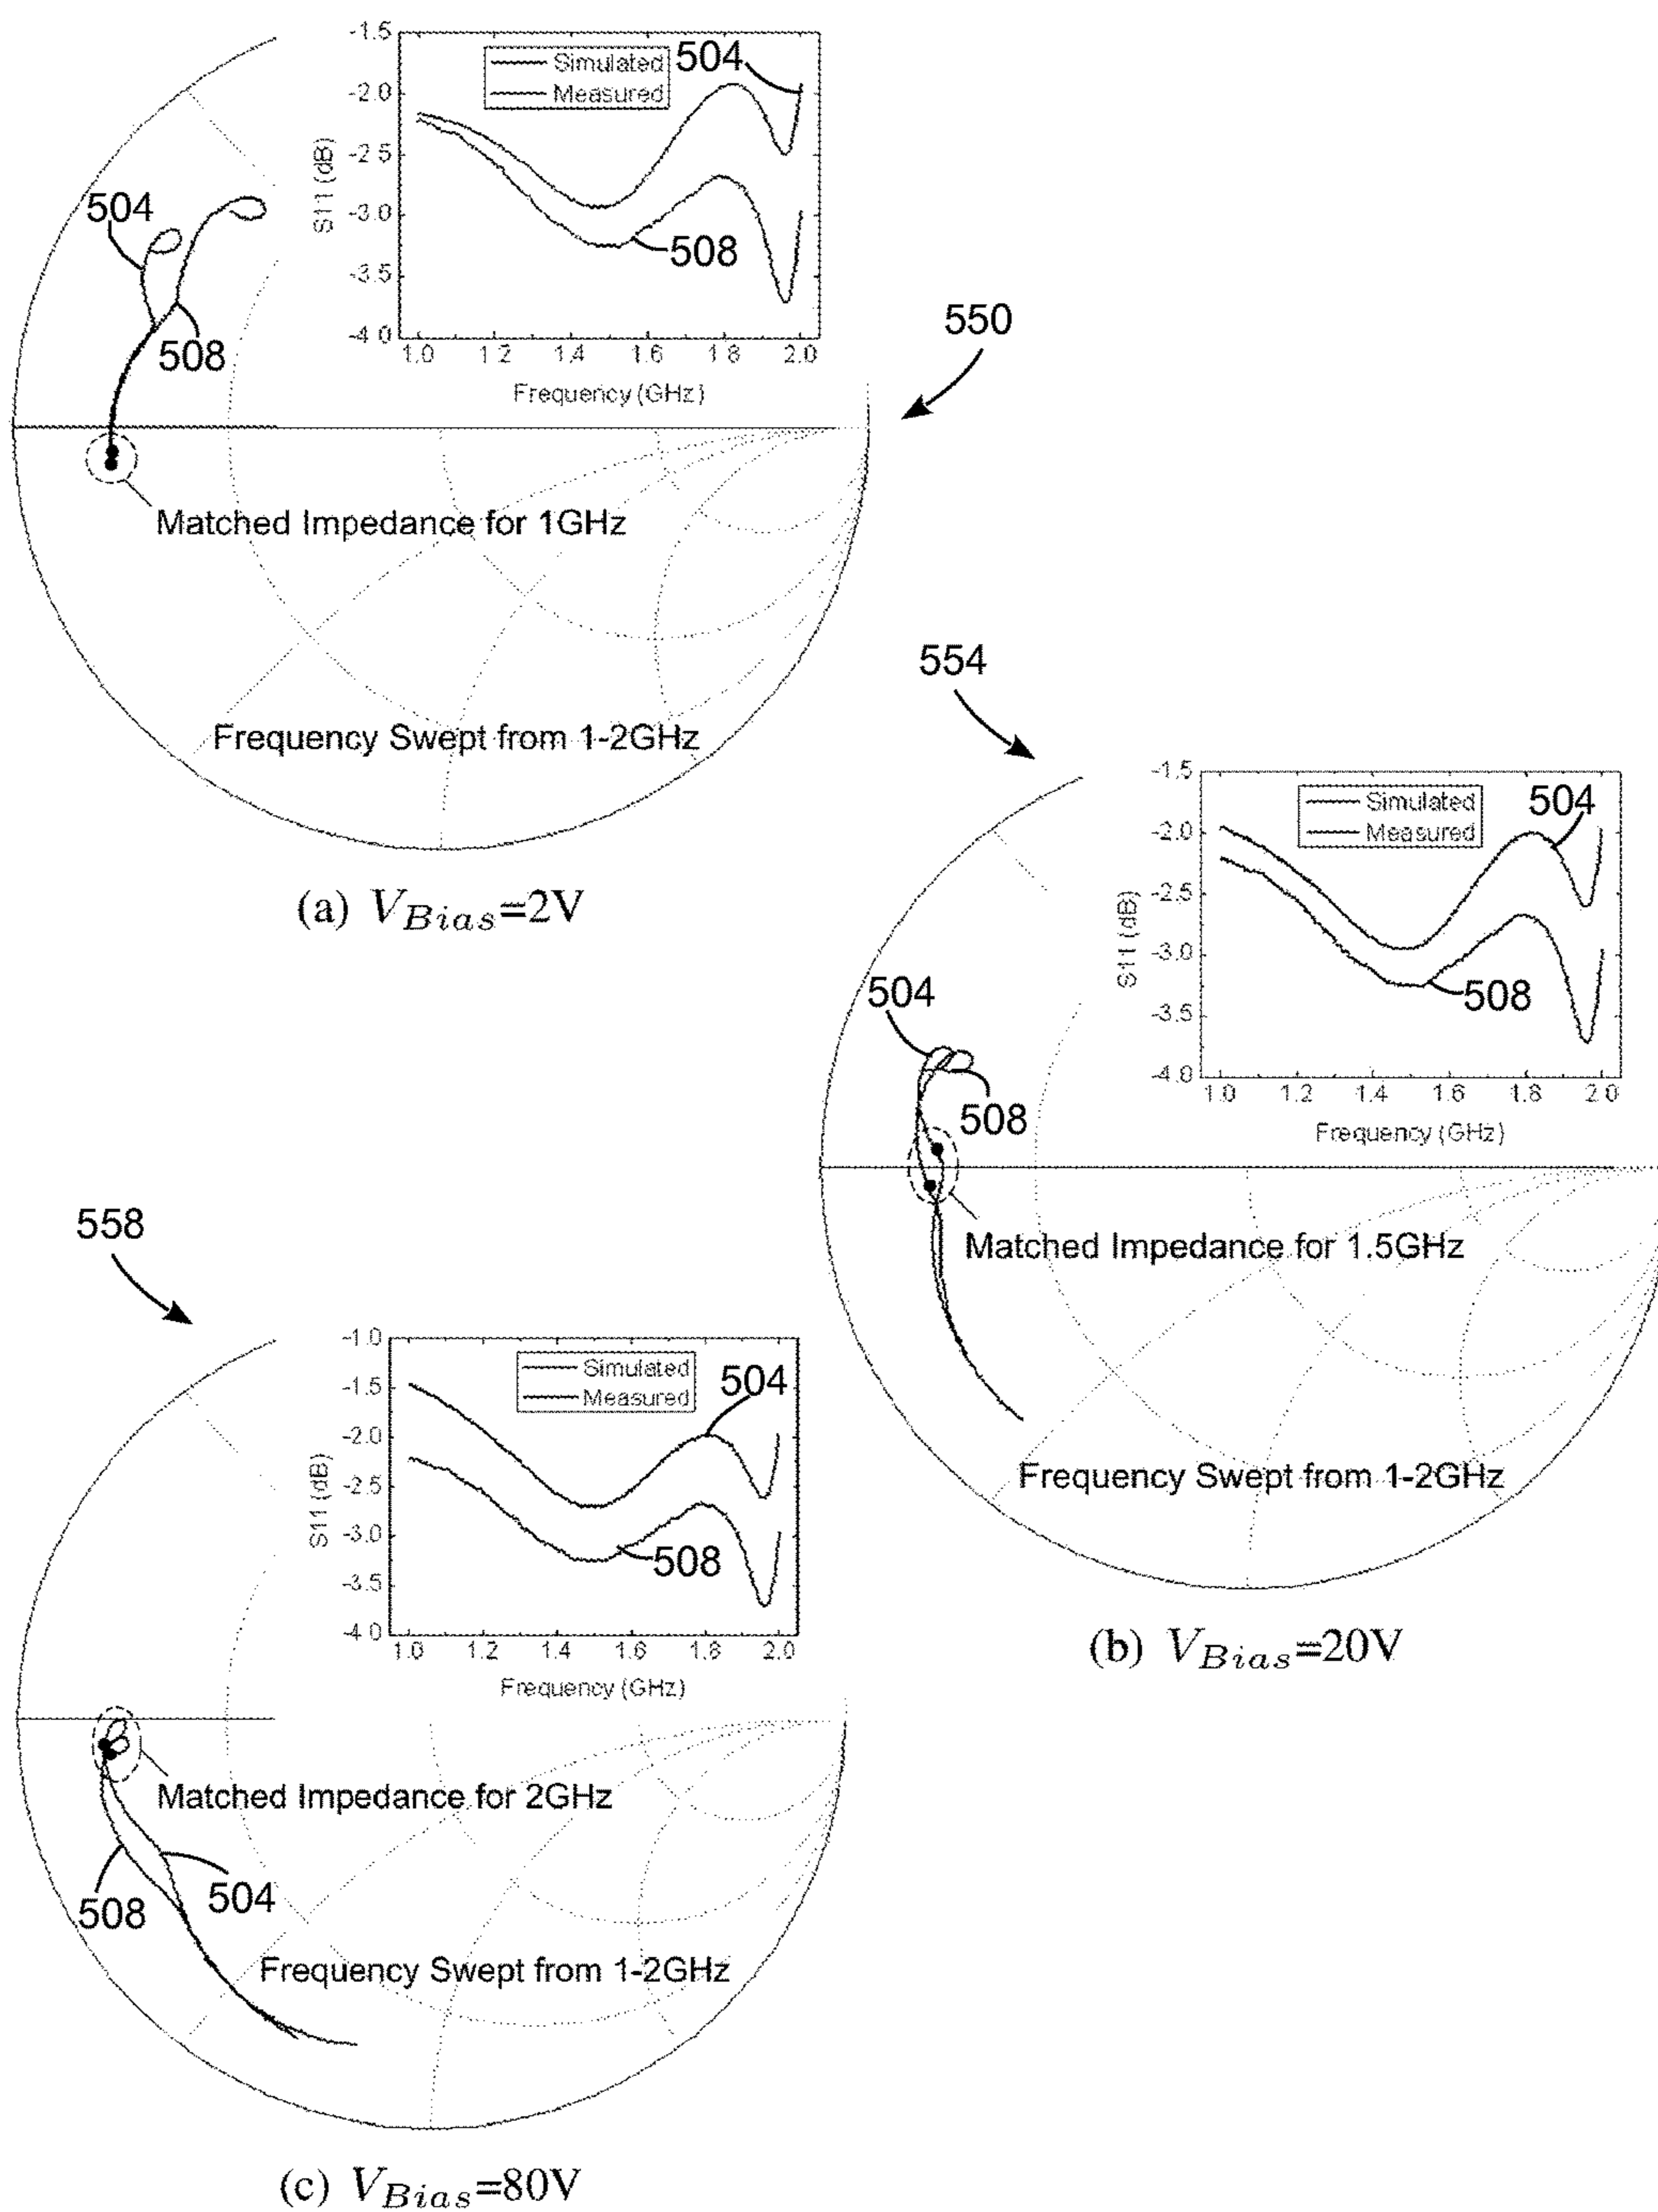 -1.5
Simulated
Measured
504
-2.0
-2 5
-3.0
-3.5
-4 0
S11 (dB)
504
508
508
1.0 1 2 1.4 1.6 1 8 2.0
Frequency (GHz)
550
Matched Impedance for 1GHz
Frequency Swept from 1-2GHz
(a) VBias=2V
554
-1.5
Simulated
Measured
504
-2.0
-2.5
-3.0
-3.5
-4.0
S11 (dB)
508
1.0 1.2 1.4 1.6 1.8 2.0
Frequency (GHz)
504
508
Matched Impedance for 1.5GHz
Frequency Swept from 1-2GHz
(b) VBias=20V
558
-1.0
Simulated
Measured
504
-1.5
-2.0
-2.5
-3.0
-3.5
-4 0
S11 (dB)
508
1.0 1.2 1.4 1.6 1.8 2.0
Frequency (GHz)
Matched Impedance for 2GHz
504
508
Frequency Swept from 1-2GHz
(c) VBias=80V